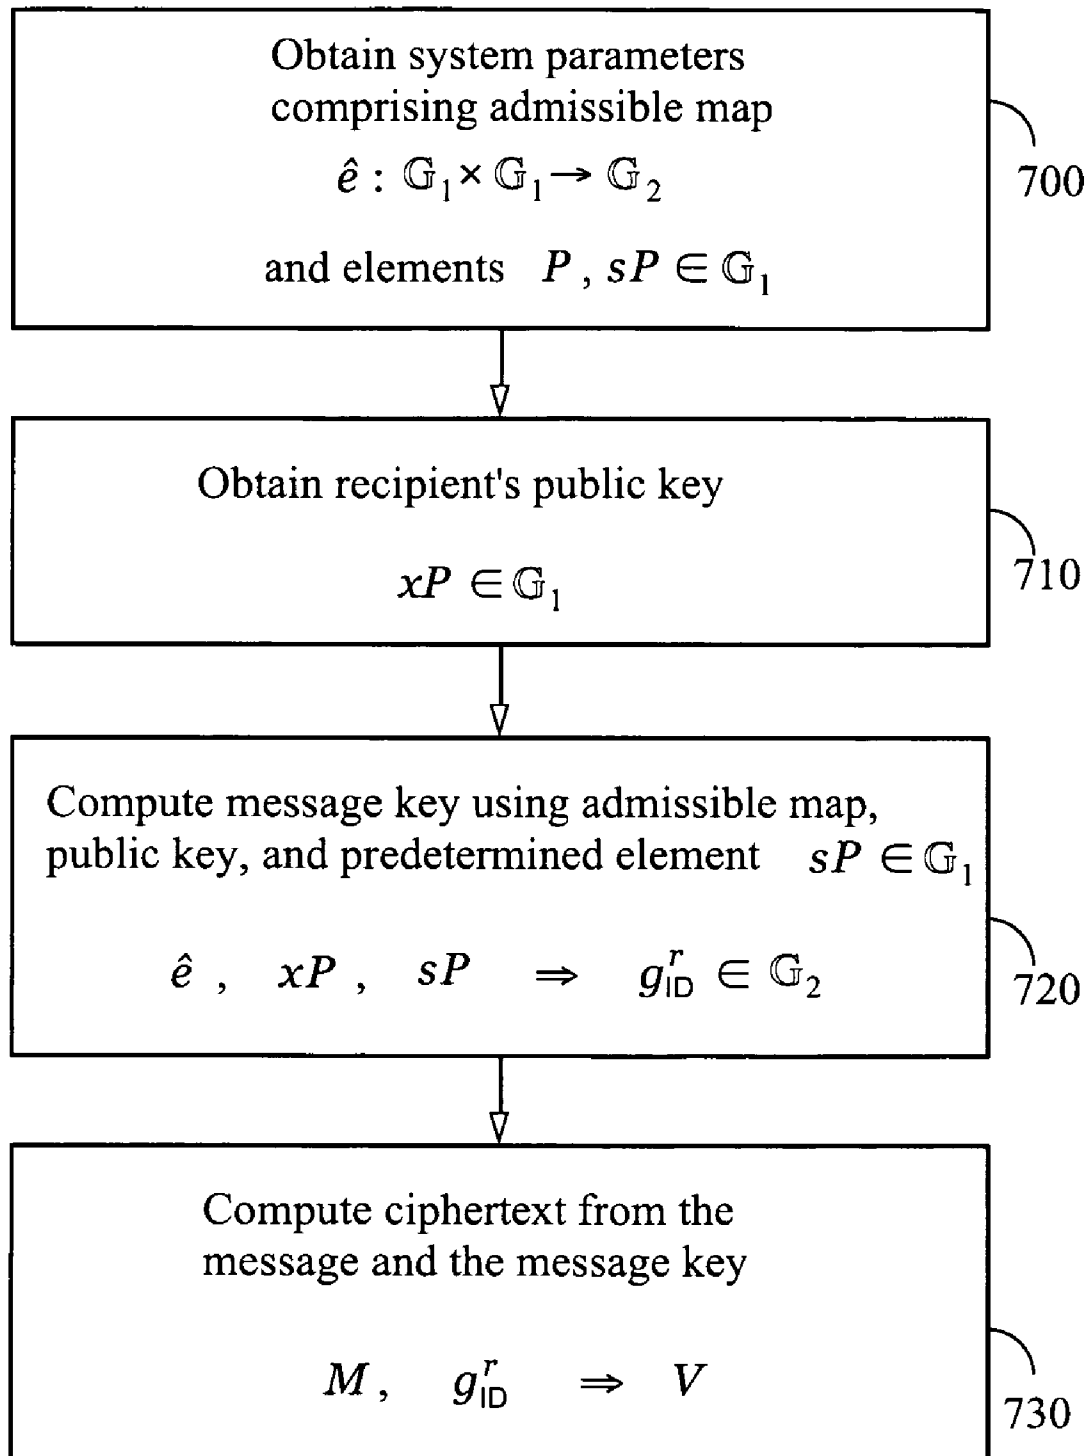 Obtain system parameters
comprising admissible map
ê : 𝔾₁ × 𝔾₁ → 𝔾₂
and elements P , sP ∈ 𝔾₁
700
Obtain recipient's public key
xP ∈ 𝔾₁
710
Compute message key using admissible map,
public key, and predetermined element sP ∈ 𝔾₁
ê , xP , sP ⇒ g_ID^r ∈ 𝔾₂
720
Compute ciphertext from the
message and the message key
M , g_ID^r ⇒ V
730